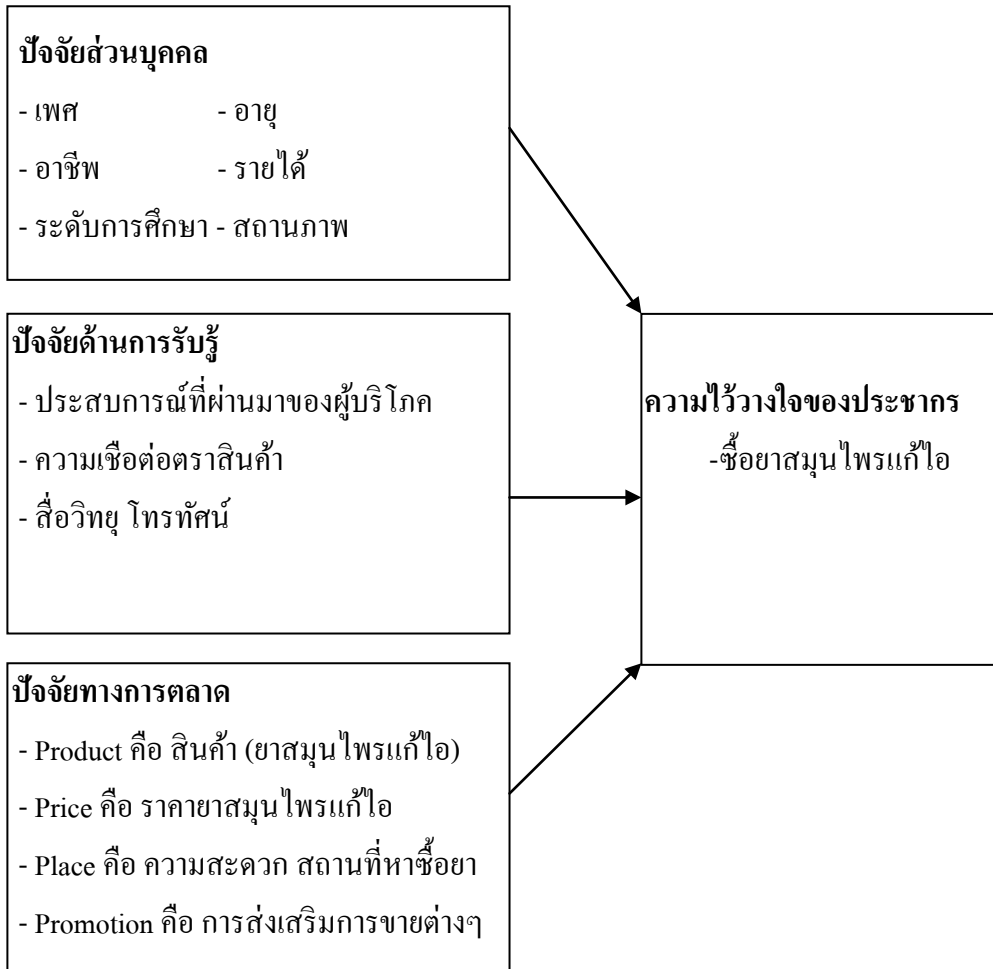 ปัจจัยส่วนบุคคล
- เพศ - อายุ
- อาชีพ - รายได้
- ระดับการศึกษา - สถานภาพ
ปัจจัยด้านการรับรู้
- ประสบการณ์ที่ผ่านมาของผู้บริโภค
- ความเชื่อต่อตราสินค้า
- สื่อวิทยุ โทรทัศน์
ความไว้วางใจของประชากร
-ซื้อยาสมุนไพรแก้ไอ
ปัจจัยทางการตลาด
- Product คือ สินค้า (ยาสมุนไพรแก้ไอ)
- Price คือ ราคายาสมุนไพรแก้ไอ
- Place คือ ความสะดวก สถานที่หาซื้อยา
- Promotion คือ การส่งเสริมการขายต่างๆ